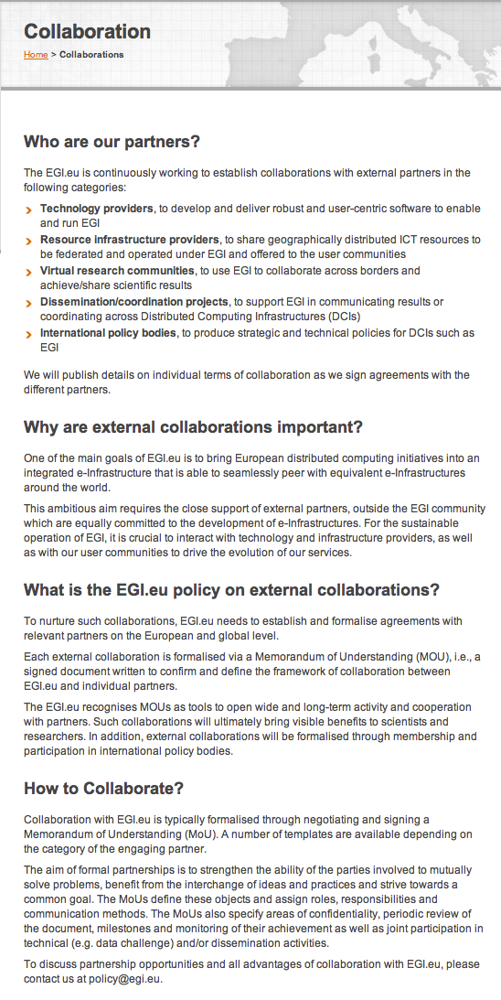 Collaboration
Home > Collaborations
Who are our partners?
The EGI.eu is continuously working to establish collaborations with external partners in the
following categories:
Technology providers, to develop and deliver robust and user-centric software to enable
and run EGI
Resource infrastructure providers, to share geographically distributed ICT resources to
be federated and operated under EGI and offered to the user communities
Virtual research communities, to use EGI to collaborate across borders and
achieve/share scientific results
Dissemination/coordination projects, to support EGI in communicating results or
coordinating across Distributed Computing Infrastructures (DCIs)
International policy bodies, to produce strategic and technical policies for DCIs such as
EGI
We will publish details on individual terms of collaboration as we sign agreements with the
different partners.
Why are external collaborations important?
One of the main goals of EGI.eu is to bring European distributed computing initiatives into an
integrated e-Infrastructure that is able to seamlessly peer with equivalent e-Infrastructures
around the world.
This ambitious aim requires the close support of external partners, outside the EGI community
which are equally committed to the development of e-Infrastructures. For the sustainable
operation of EGI, it is crucial to interact with technology and infrastructure providers, as well
as with our user communities to drive the evolution of our services.
What is the EGI.eu policy on external collaborations?
To nurture such collaborations, EGI.eu needs to establish and formalise agreements with
relevant partners on the European and global level.
Each external collaboration is formalised via a Memorandum of Understanding (MOU), i.e., a
signed document written to confirm and define the framework of collaboration between
EGI.eu and individual partners.
The EGI.eu recognises MOUs as tools to open wide and long-term activity and cooperation
with partners. Such collaborations will ultimately bring visible benefits to scientists and
researchers. In addition, external collaborations will be formalised through membership and
participation in international policy bodies.
How to Collaborate?
Collaboration with EGI.eu is typically formalised through negotiating and signing a
Memorandum of Understanding (MoU). A number of templates are available depending on
the category of the engaging partner.
The aim of formal partnerships is to strengthen the ability of the parties involved to mutually
solve problems, benefit from the interchange of ideas and practices and strive towards a
common goal. The MoUs define these objects and assign roles, responsibilities and
communication methods. The MoUs also specify areas of confidentiality, periodic review of
the document, milestones and monitoring of their achievement as well as joint participation in
technical (e.g. data challenge) and/or dissemination activities.
To discuss partnership opportunities and all advantages of collaboration with EGI.eu, please
contact us at policy@egi.eu.